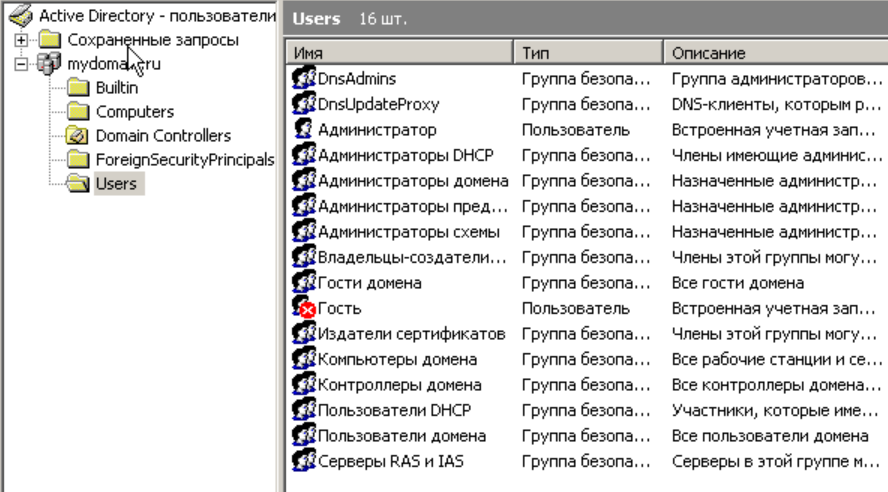 Active Directory - пользователи
Сохраненные запросы
Builtin
Computers
Domain Controllers
ForeignSecurityPrincipals
Users
Users 16 шт.
Имя Тип Описание
DnsAdmins Группа безопа... Группа администраторов...
DnsUpdateProxy Группа безопа... DNS-клиенты, которым р...
Администратор Пользователь Встроенная учетная зап...
Администраторы DHCP Группа безопа... Члены имеющие админис...
Администраторы домена Группа безопа... Назначенные администр...
Администраторы пред... Группа безопа... Назначенные администр...
Администраторы схемы Группа безопа... Назначенные администр...
Владельцы-создатели... Группа безопа... Члены этой группы могу...
Гости домена Группа безопа... Все гости домена
Гость Пользователь Встроенная учетная зап...
Издатели сертификатов Группа безопа... Члены этой группы могу...
Компьютеры домена Группа безопа... Все рабочие станции и се...
Контроллеры домена Группа безопа... Все контроллеры домена...
Пользователи DHCP Группа безопа... Участники, которые име...
Пользователи домена Группа безопа... Все пользователи домена
Серверы RAS и IAS Группа безопа... Серверы в этой группе м...